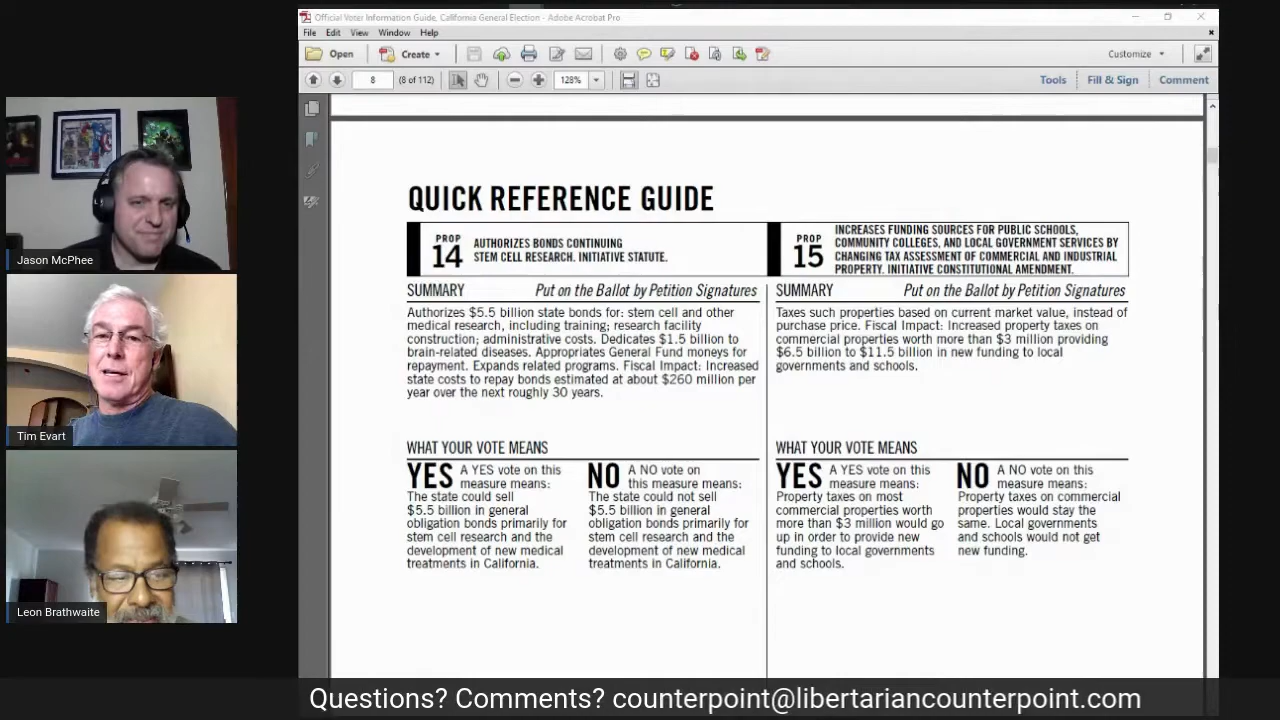 Official Voter Information Guide, California General Election - Adobe Acrobat Pro
File Edit View Window Help
Open Create Customize
8 (8 of 112) 128% Tools Fill & Sign Comment
Jason McPhee
Tim Evart
Leon Brathwaite
QUICK REFERENCE GUIDE
PROP
14
AUTHORIZES BONDS CONTINUING
STEM CELL RESEARCH. INITIATIVE STATUTE.
SUMMARY Put on the Ballot by Petition Signatures
Authorizes $5.5 billion state bonds for: stem cell and other
medical research, including training; research facility
construction; administrative costs. Dedicates $1.5 billion to
brain-related diseases. Appropriates General Fund moneys for
repayment. Expands related programs. Fiscal Impact: Increased
state costs to repay bonds estimated at about $260 million per
year over the next roughly 30 years.
WHAT YOUR VOTE MEANS
YES A YES vote on this
measure means:
The state could sell
$5.5 billion in general
obligation bonds primarily for
stem cell research and the
development of new medical
treatments in California.
NO A NO vote on
this measure means:
The state could not sell
$5.5 billion in general
obligation bonds primarily for
stem cell research and the
development of new medical
treatments in California.
PROP
15
INCREASES FUNDING SOURCES FOR PUBLIC SCHOOLS,
COMMUNITY COLLEGES, AND LOCAL GOVERNMENT SERVICES BY
CHANGING TAX ASSESSMENT OF COMMERCIAL AND INDUSTRIAL
PROPERTY. INITIATIVE CONSTITUTIONAL AMENDMENT.
SUMMARY Put on the Ballot by Petition Signatures
Taxes such properties based on current market value, instead of
purchase price. Fiscal Impact: Increased property taxes on
commercial properties worth more than $3 million providing
$6.5 billion to $11.5 billion in new funding to local
governments and schools.
WHAT YOUR VOTE MEANS
YES A YES vote on this
measure means:
Property taxes on most
commercial properties worth
more than $3 million would go
up in order to provide new
funding to local governments
and schools.
NO A NO vote on this
measure means:
Property taxes on commercial
properties would stay the
same. Local governments
and schools would not get
new funding.
Questions? Comments? counterpoint@libertariancounterpoint.com